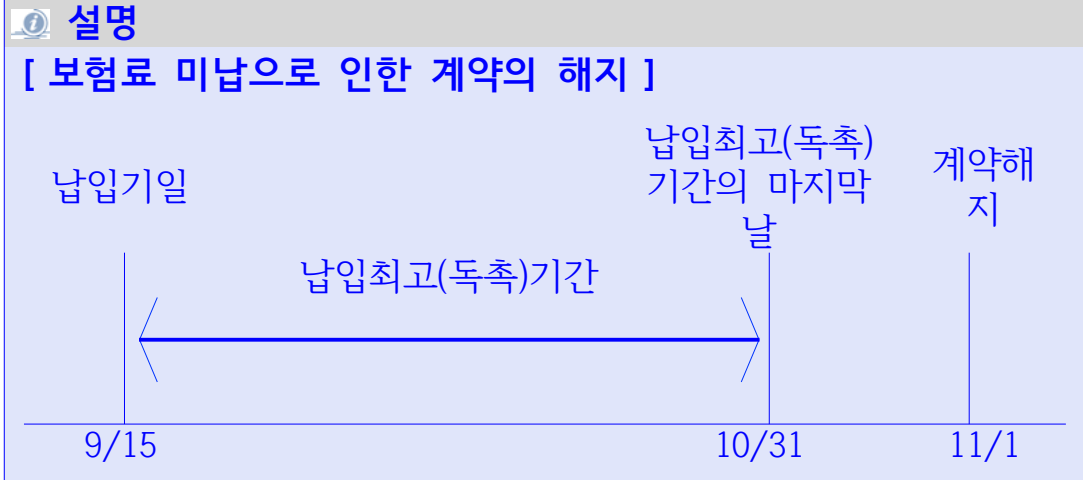 설명
[ 보험료 미납으로 인한 계약의 해지 ]
납입기일
납입최고(독촉)
기간의 마지막
날
계약해
지
납입최고(독촉)기간
9/15
10/31
11/1